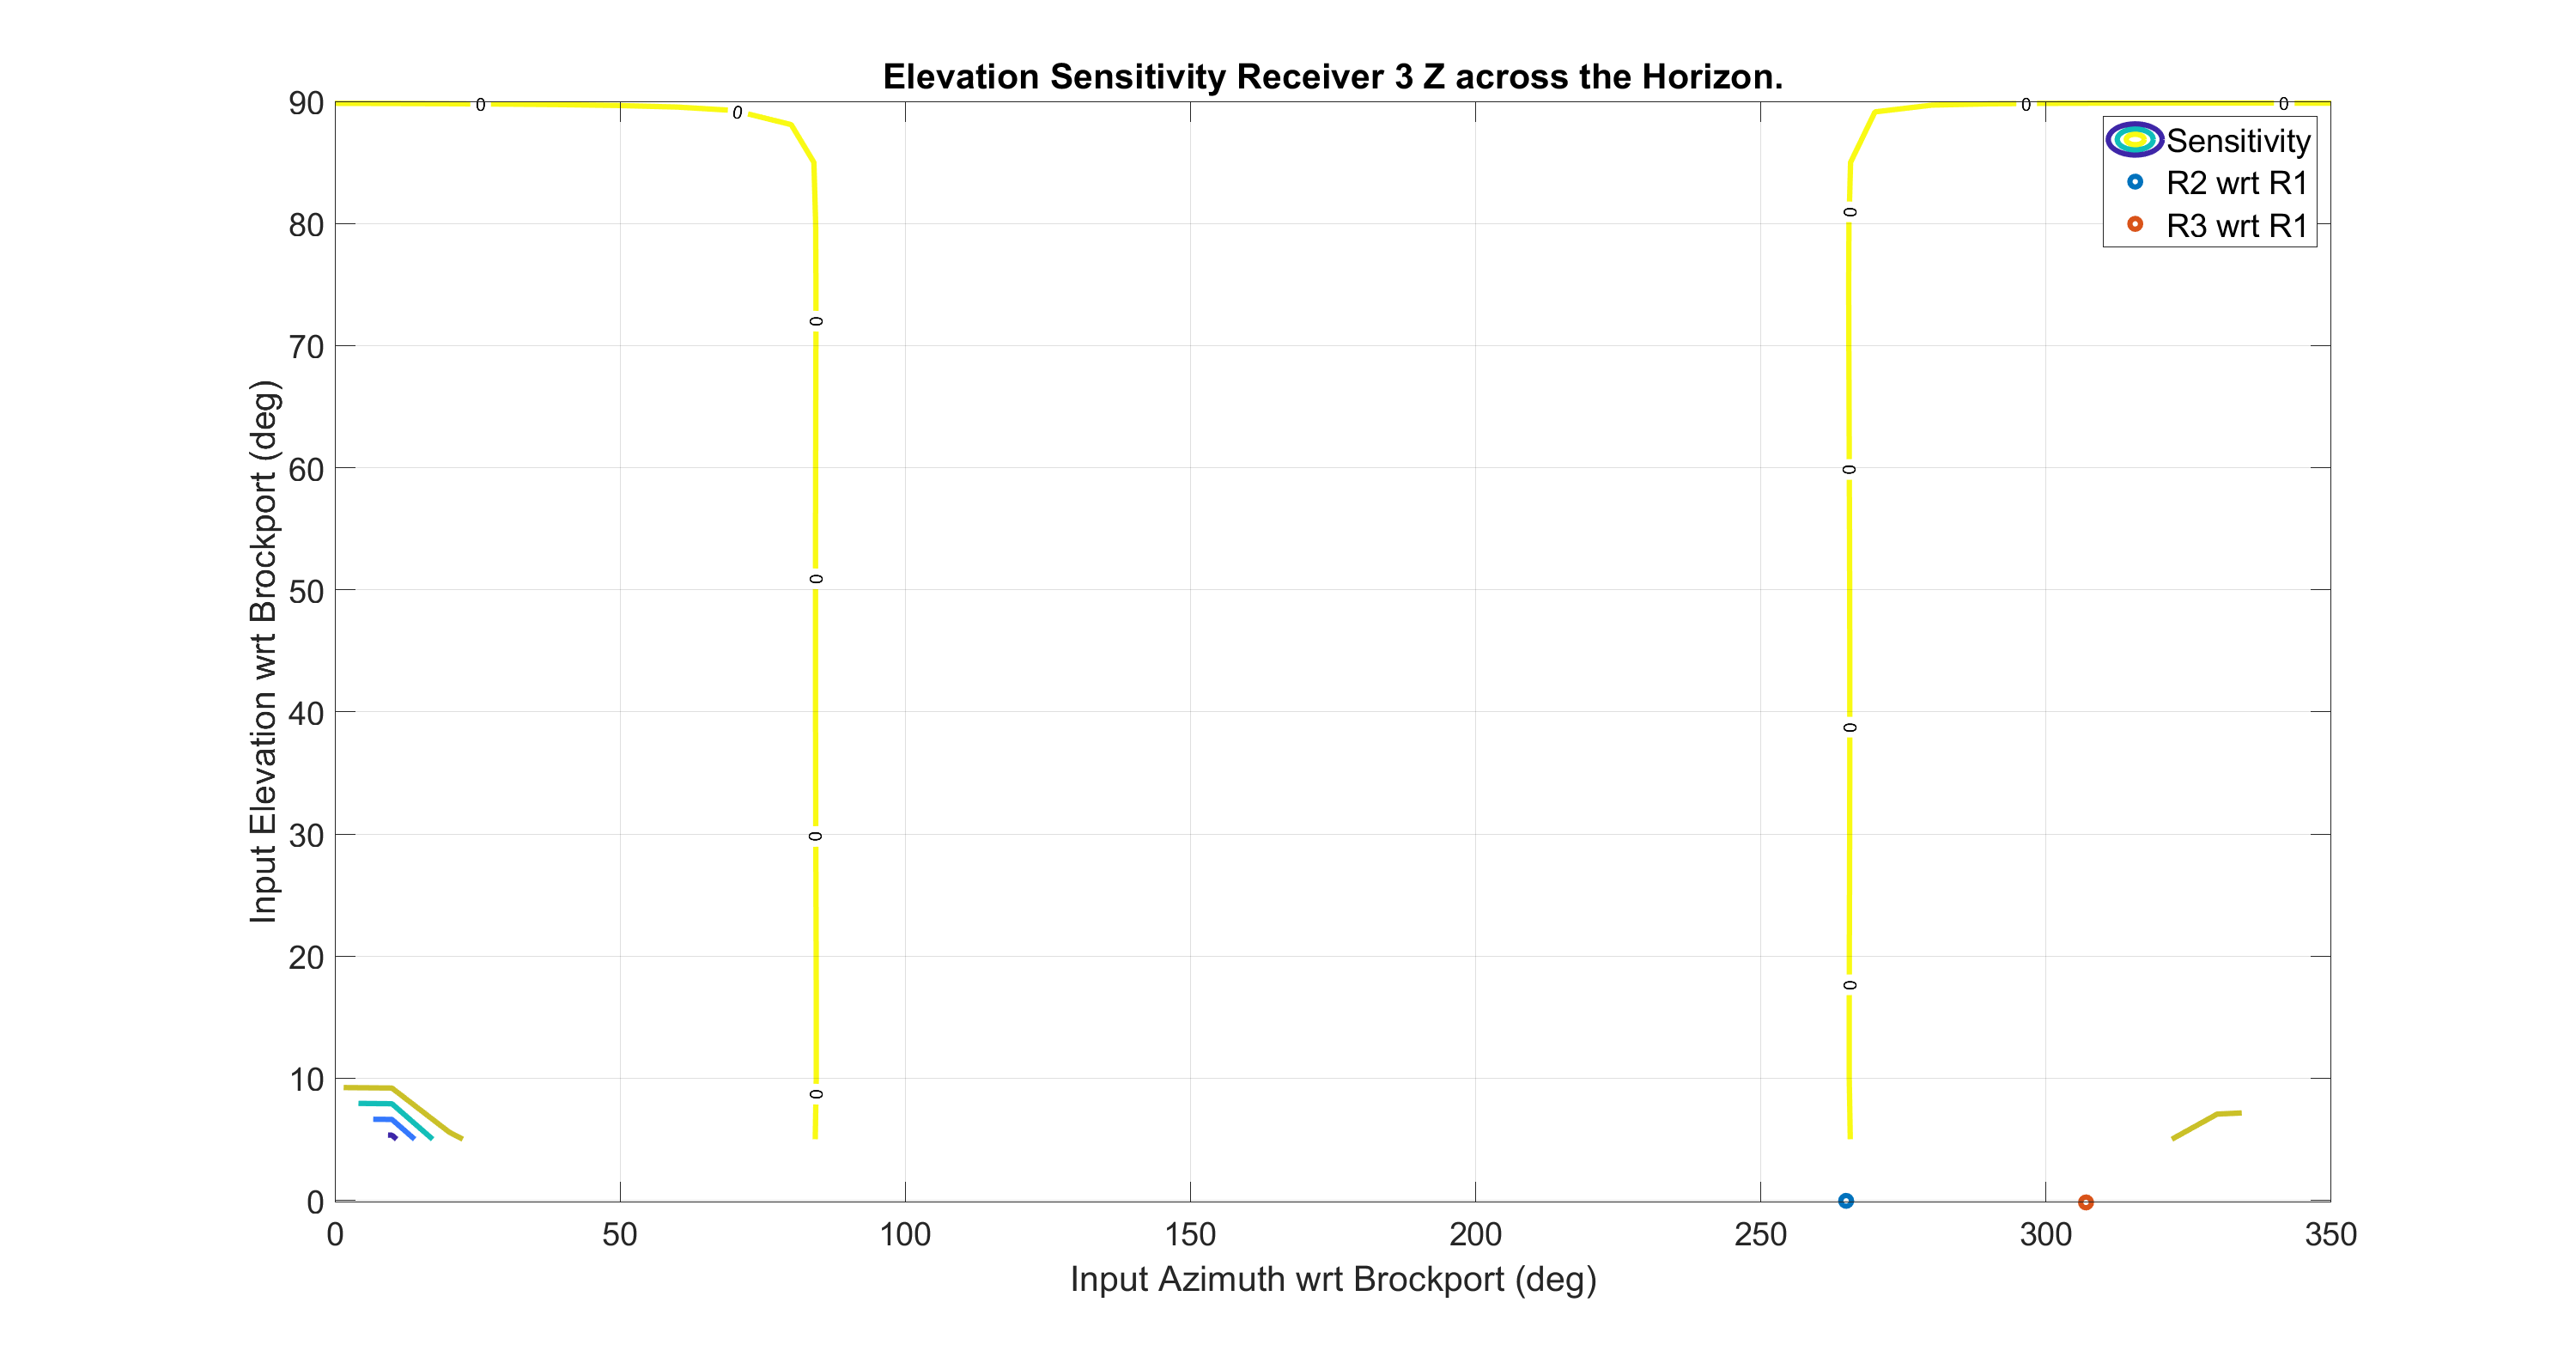 Elevation Sensitivity Receiver 3 Z across the Horizon.
90
80
70
60
50
40
30
20
10
0
Input Elevation wrt Brockport (deg)
0 0 0 0
0
0
0
0
0
0
0
0
0
Sensitivity
R2 wrt R1
R3 wrt R1
0 50 100 150 200 250 300 350
Input Azimuth wrt Brockport (deg)